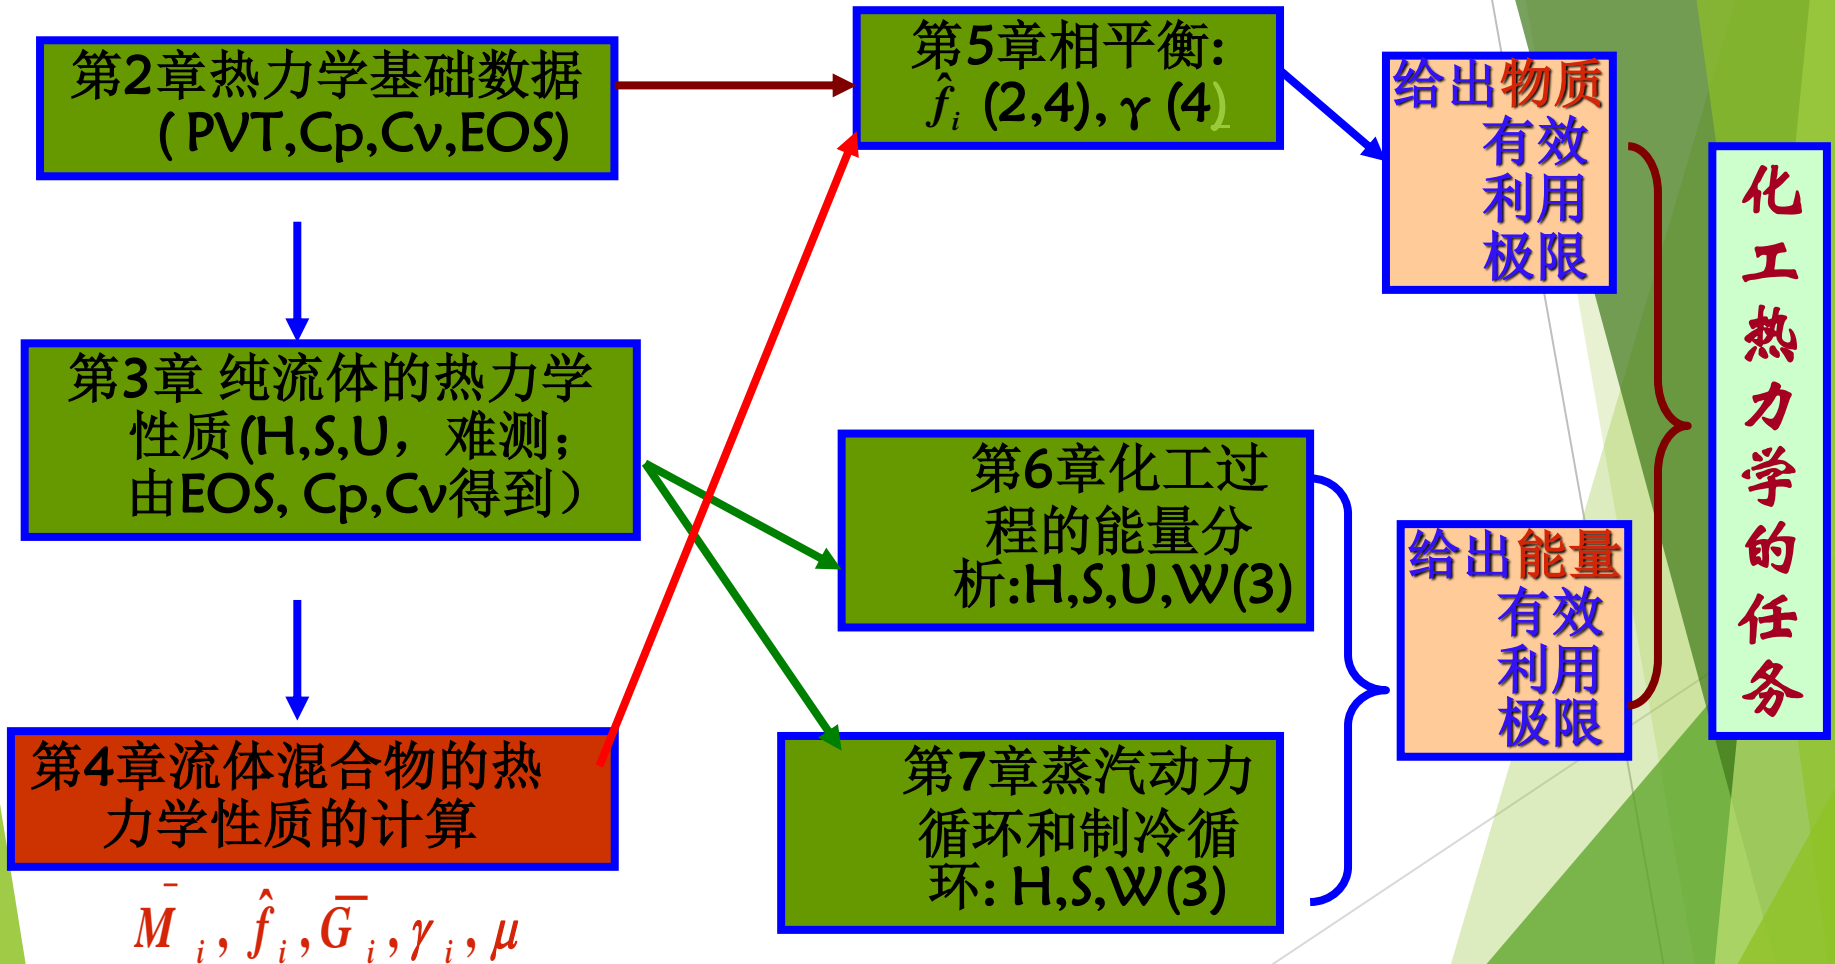 第2章热力学基础数据
( PVT,Cp,Cv,EOS)
第3章 纯流体的热力学
性质(H,S,U，难测；
由EOS, Cp,Cv得到）
第4章流体混合物的热
力学性质的计算
M̄ i , f̂ i , Ḡ i , γ i , μ
第5章相平衡:
f̂ i (2,4), γ (4)
第6章化工过
程的能量分
析:H,S,U,W(3)
第7章蒸汽动力
循环和制冷循
环: H,S,W(3)
给出物质
有效
利用
极限
给出能量
有效
利用
极限
化
工
热
力
学
的
任
务